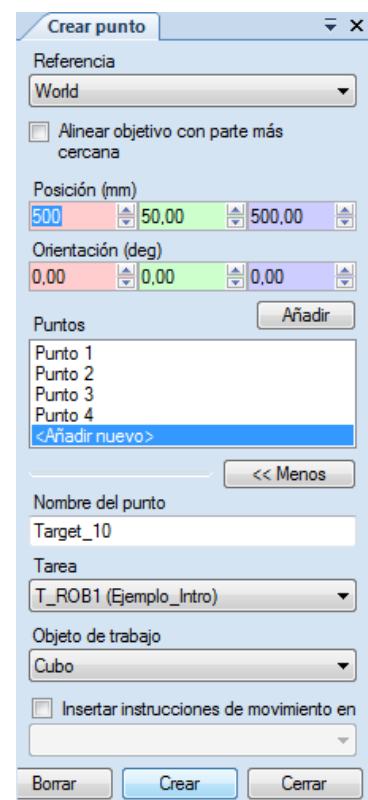 Crear punto
Referencia
World
Alinear objetivo con parte más
cercana
Posición (mm)
500 50,00 500,00
Orientación (deg)
0,00 0,00 0,00
Añadir
Puntos
Punto 1
Punto 2
Punto 3
Punto 4
<Añadir nuevo>
<< Menos
Nombre del punto
Target_10
Tarea
T_ROB1 (Ejemplo_Intro)
Objeto de trabajo
Cubo
Insertar instrucciones de movimiento en
Borrar Crear Cerrar